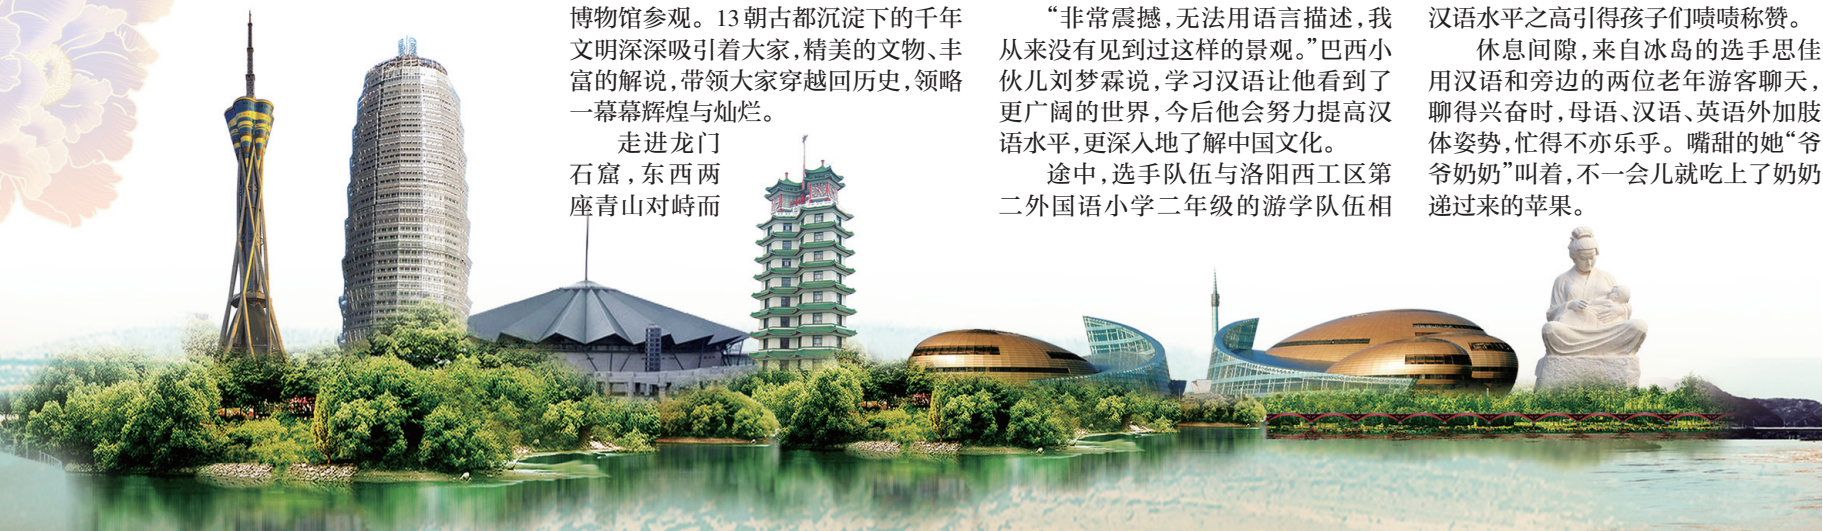 博物馆参观。13朝古都沉淀下的千年
文明深深吸引着大家,精美的文物、丰
富的解说,带领大家穿越回历史,领略
一幕幕辉煌与灿烂。
走进龙门
石窟,东西两
座青山对峙而
“非常震撼,无法用语言描述,我
从来没有见到过这样的景观。”巴西小
伙儿刘梦霖说,学习汉语让他看到了
更广阔的世界,今后他会努力提高汉
语水平,更深入地了解中国文化。
途中,选手队伍与洛阳西工区第
二外国语小学二年级的游学队伍相
汉语水平之高引得孩子们啧啧称赞。
休息间隙,来自冰岛的选手思佳
用汉语和旁边的两位老年游客聊天,
聊得兴奋时,母语、汉语、英语外加肢
体姿势,忙得不亦乐乎。嘴甜的她“爷
爷奶奶”叫着,不一会儿就吃上了奶奶
递过来的苹果。